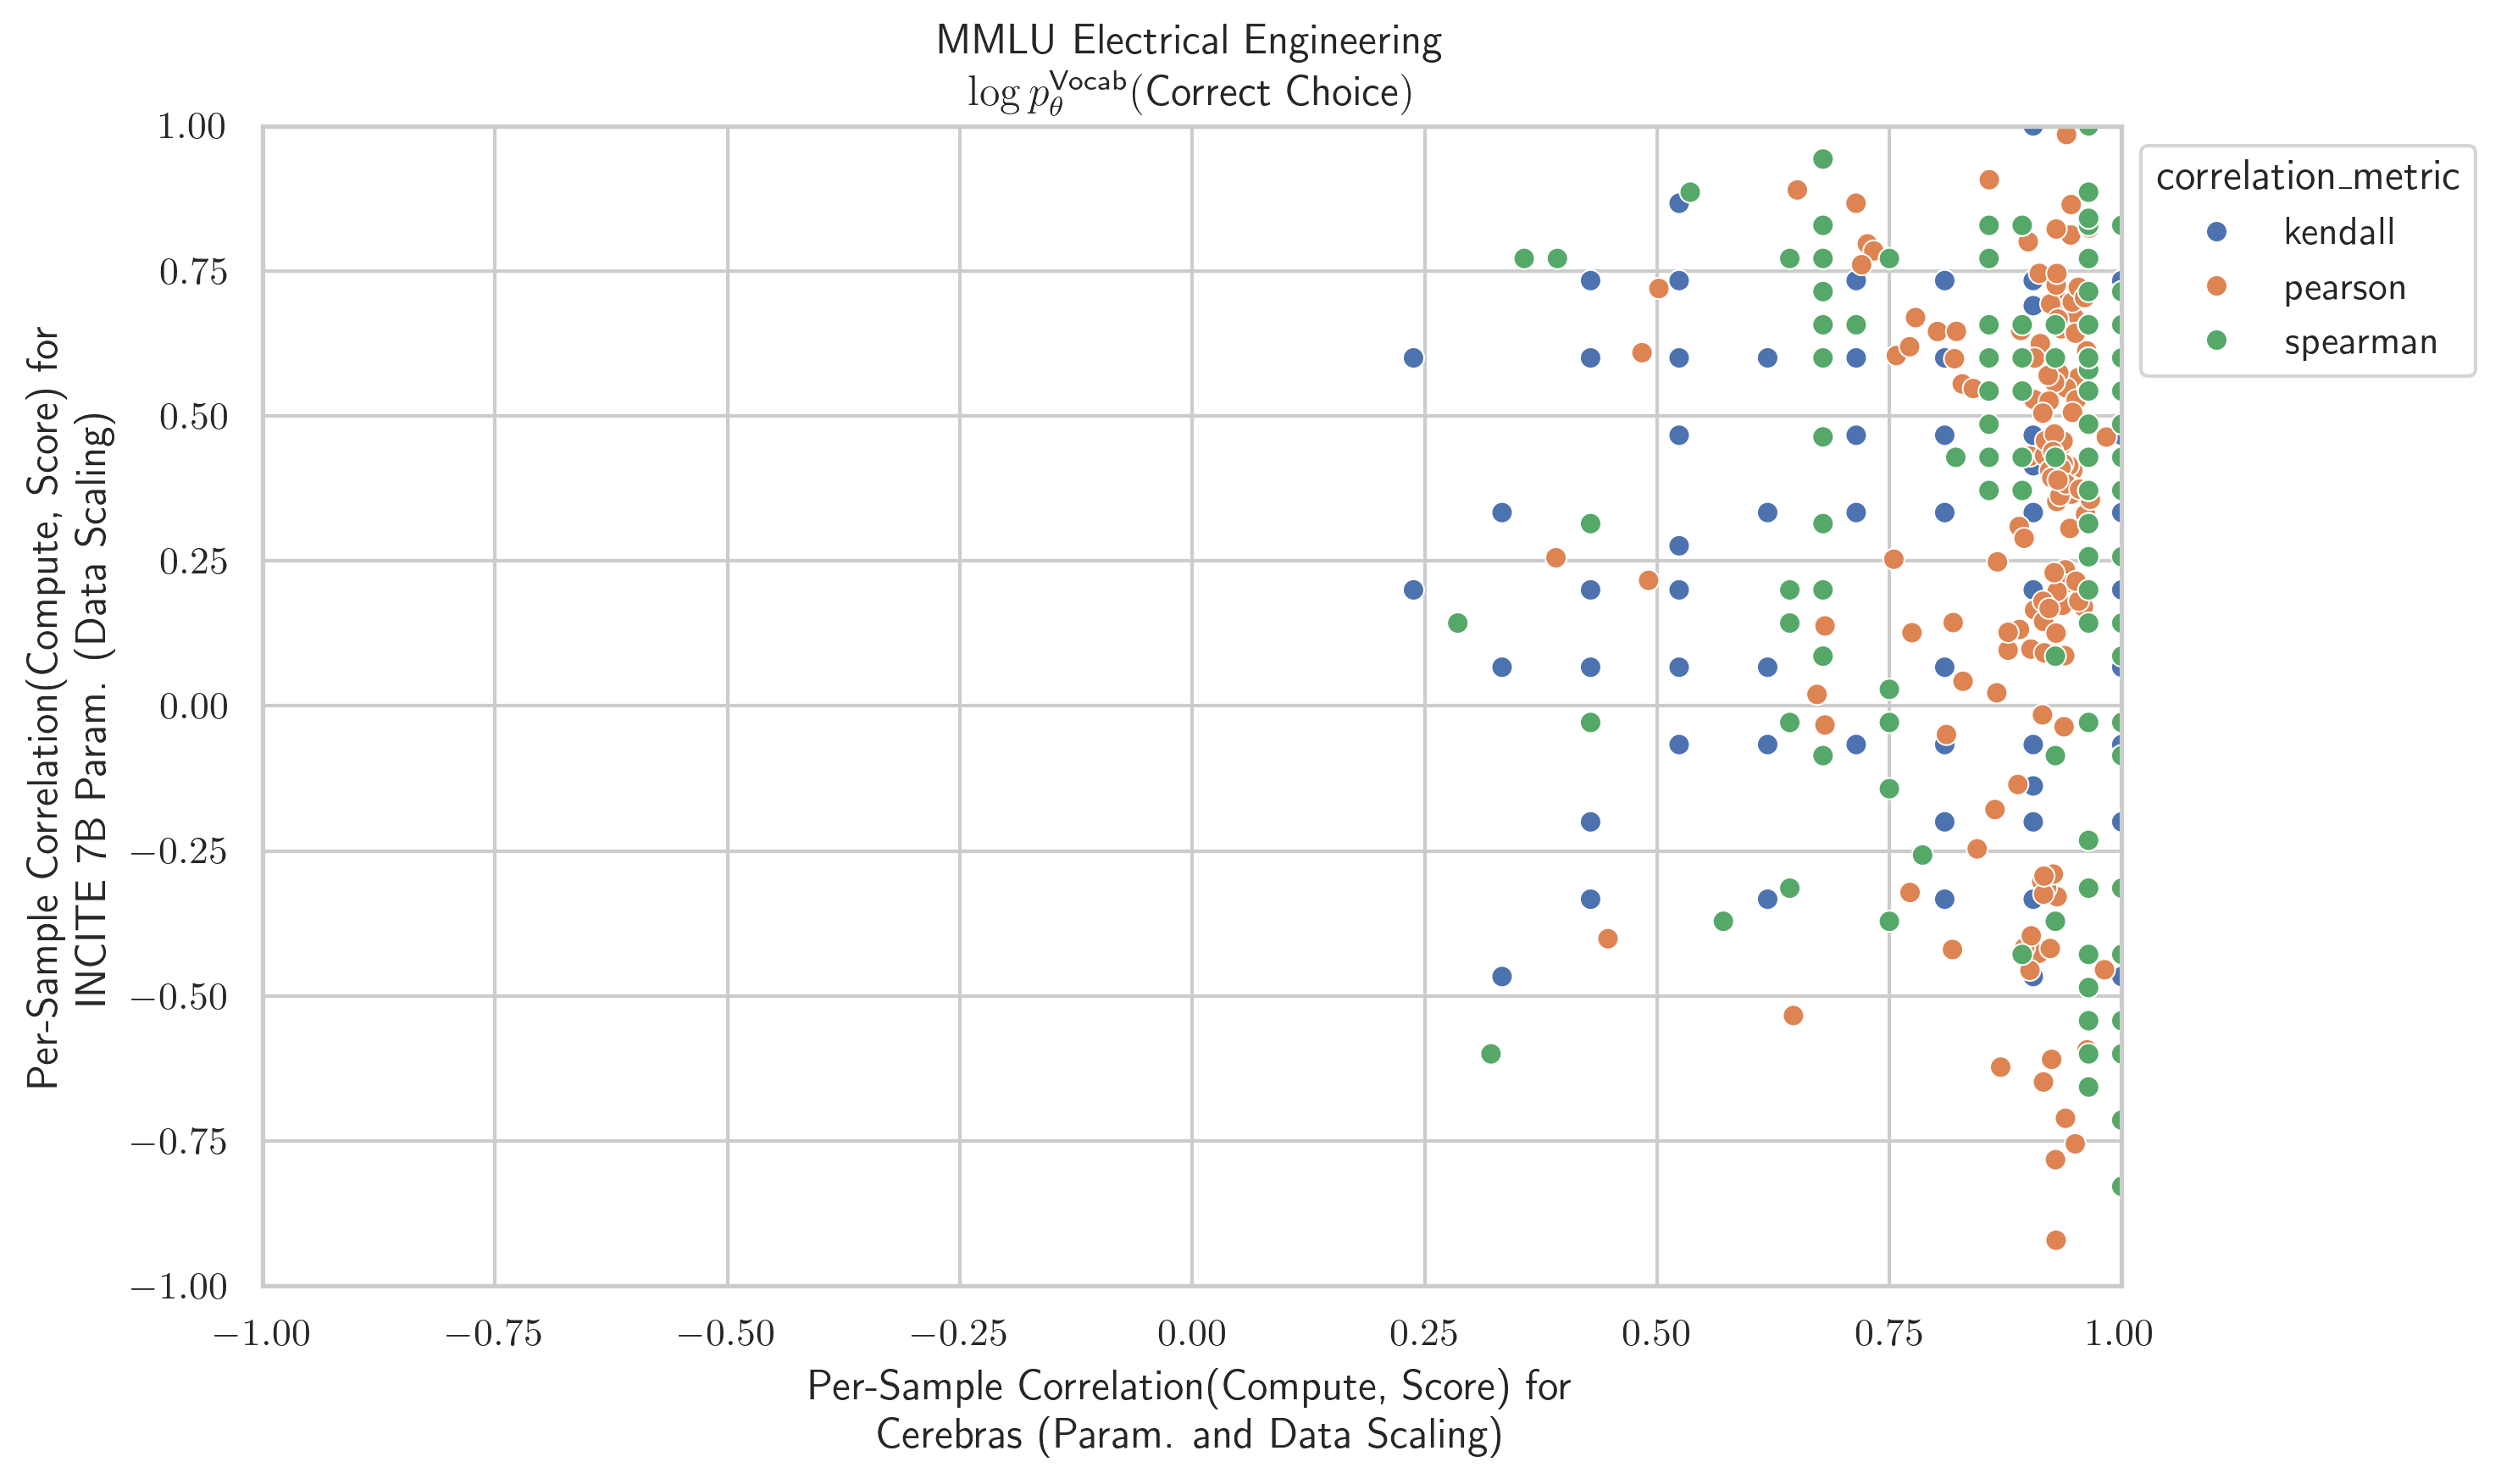 MMLU Electrical Engineering
log p_θ^Vocab(Correct Choice)
1.00
0.75
0.50
0.25
0.00
−0.25
−0.50
−0.75
−1.00
Per-Sample Correlation(Compute, Score) for
INCITE 7B Param. (Data Scaling)
correlation_metric
kendall
pearson
spearman
−1.00 −0.75 −0.50 −0.25 0.00 0.25 0.50 0.75 1.00
Per-Sample Correlation(Compute, Score) for
Cerebras (Param. and Data Scaling)